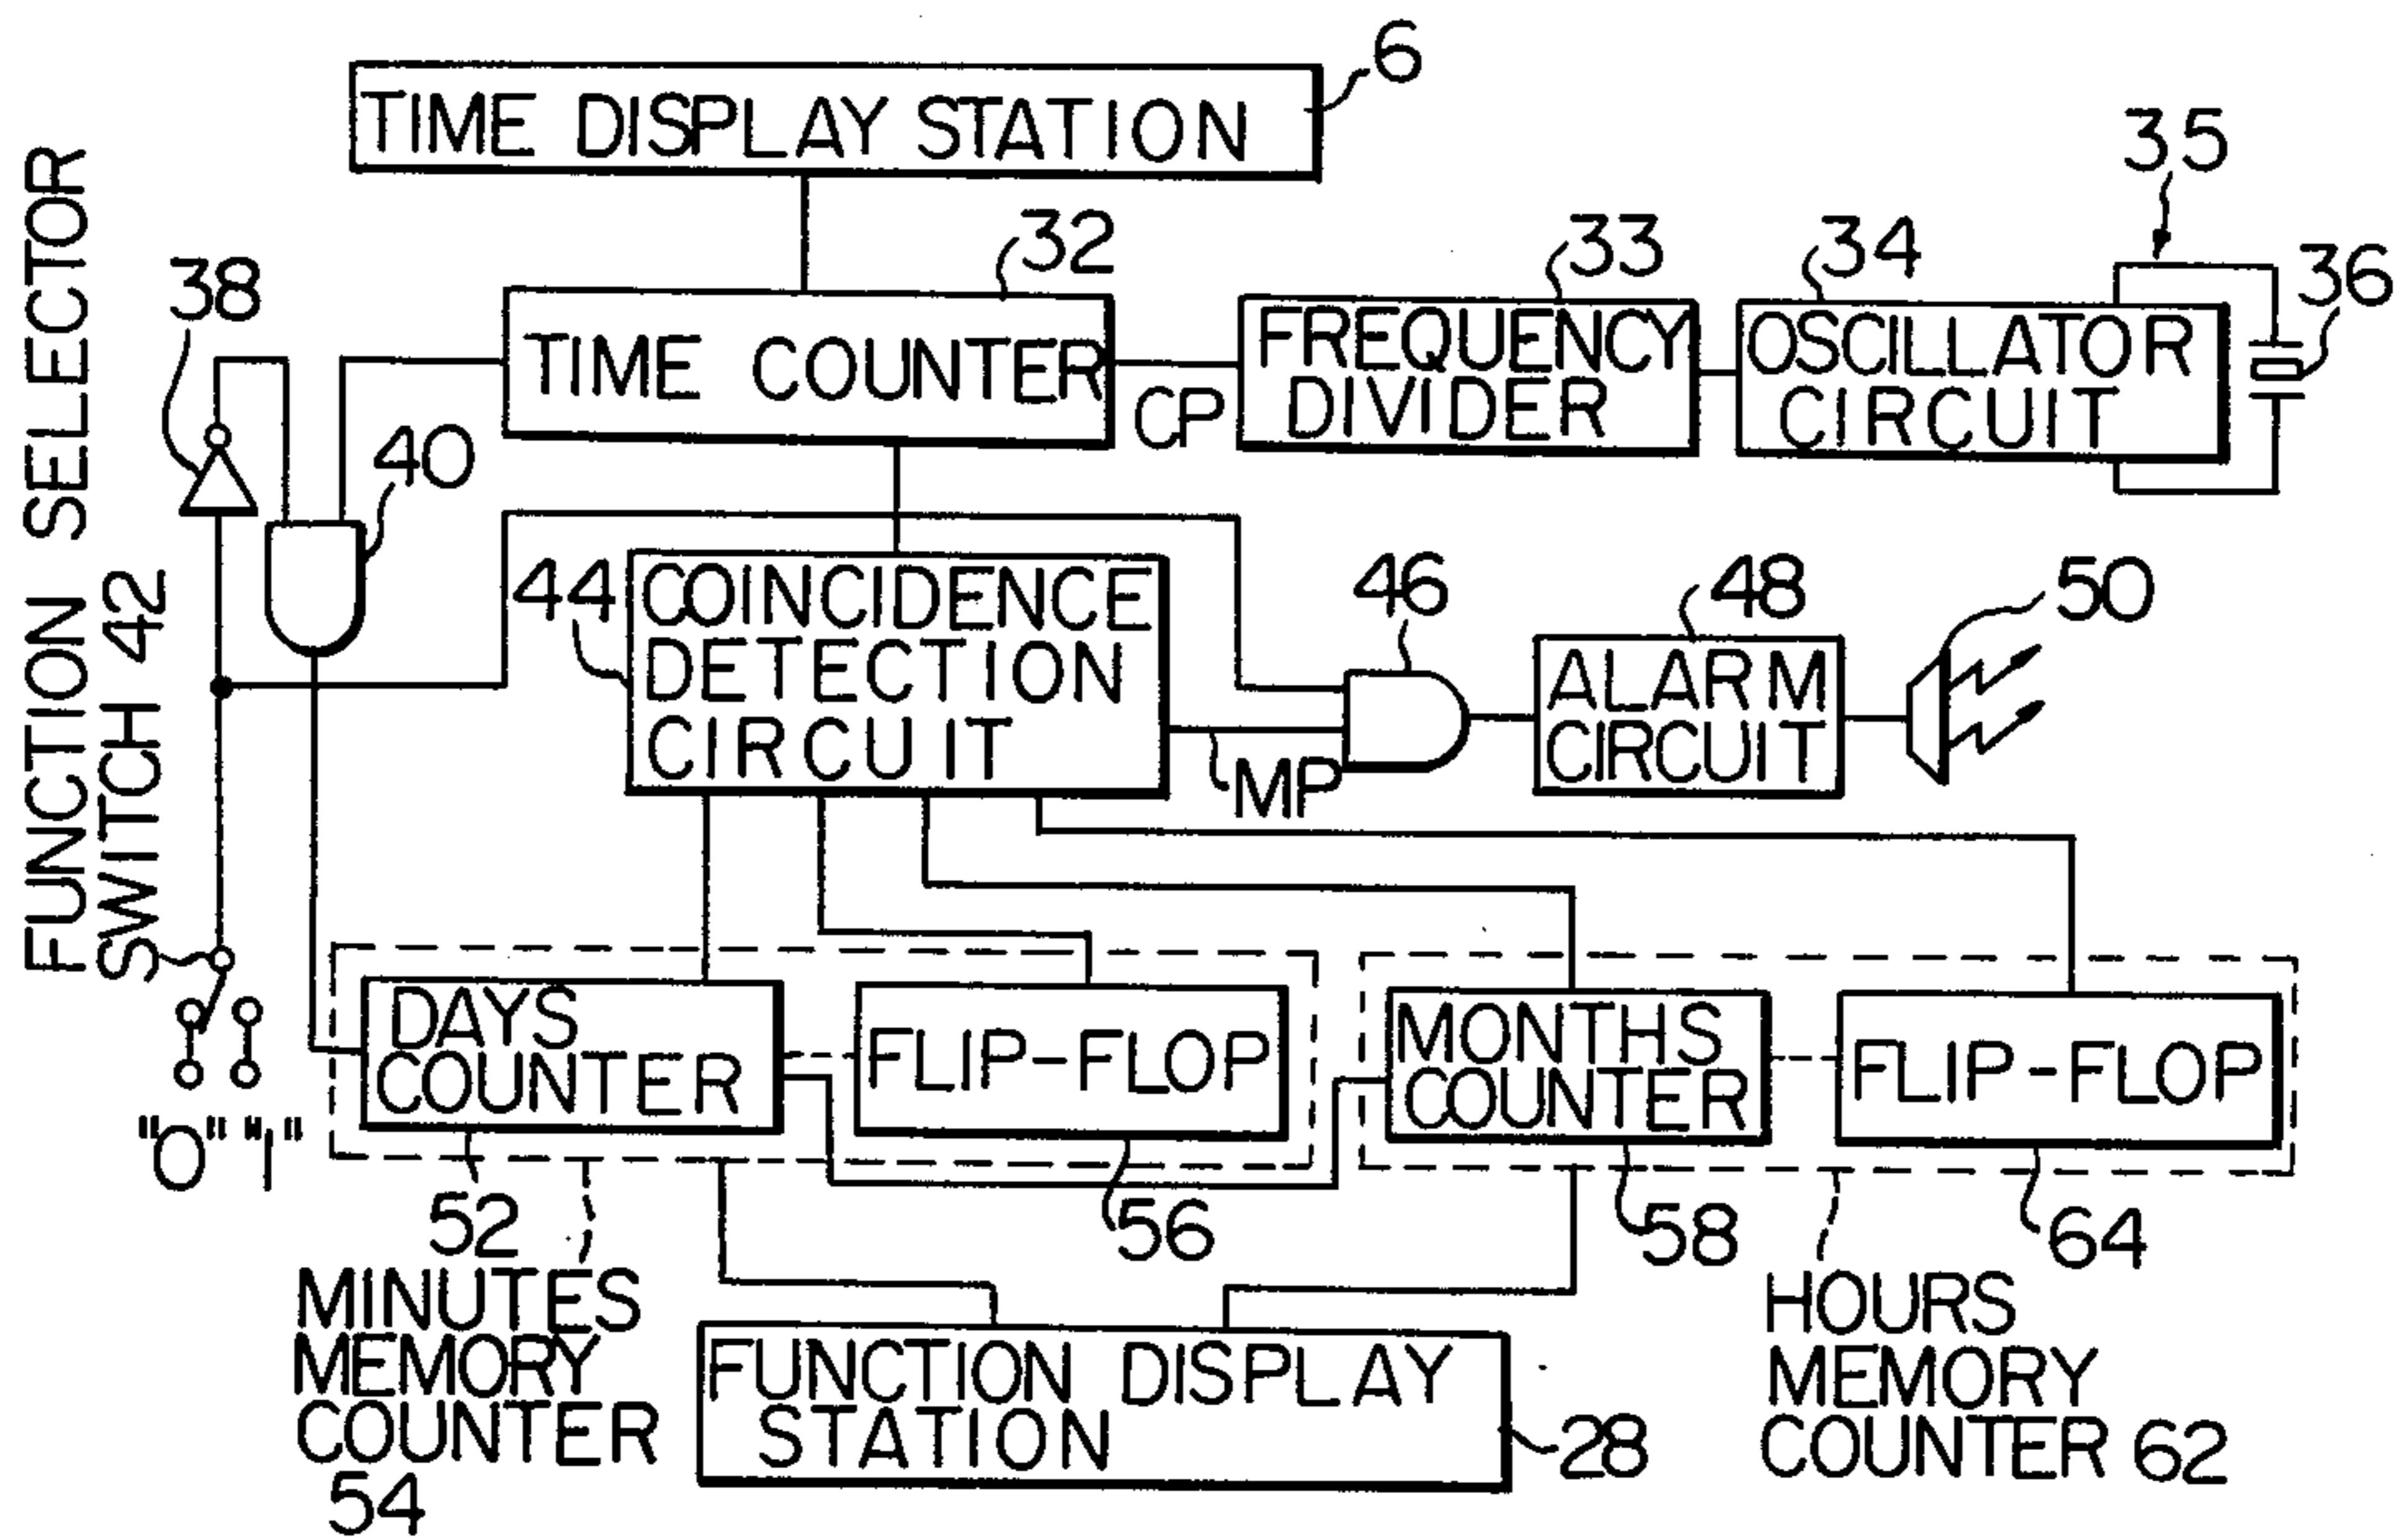 6
TIME DISPLAY STATION
35
32
33
34
36
38
FUNCTION SELECTOR
SWITCH 42
TIME COUNTER
CP
FREQUENCY
DIVIDER
OSCILLATOR
CIRCUIT
40
44
COINCIDENCE
DETECTION
CIRCUIT
46
48
50
ALARM
CIRCUIT
MP
DAYS
COUNTER
FLIP-FLOP
MONTHS
COUNTER
FLIP-FLOP
"0" "1"
52
56
58
64
MINUTES
MEMORY
COUNTER
54
HOURS
MEMORY
COUNTER 62
FUNCTION DISPLAY
STATION
28